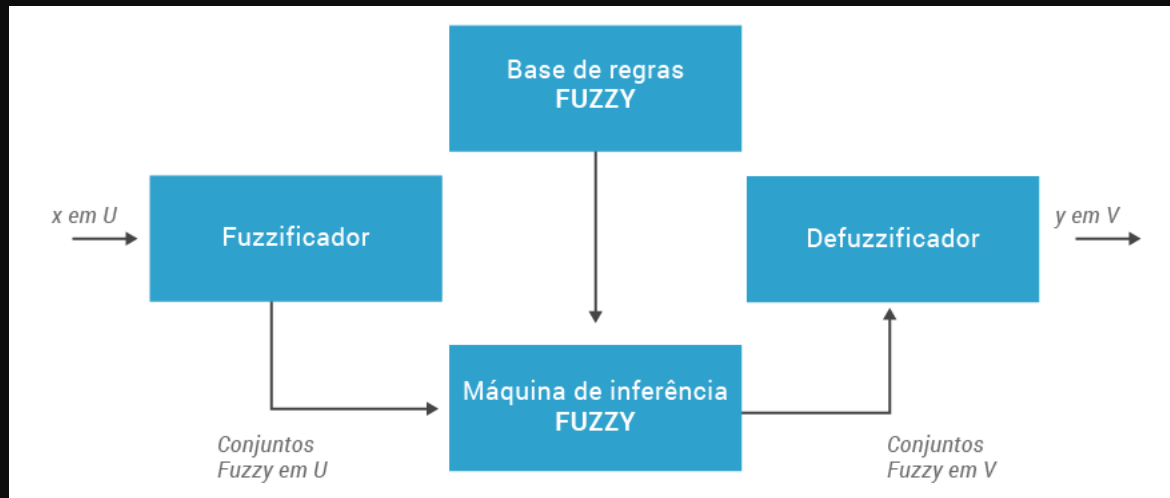 Base de regras
FUZZY
x em U
Fuzzificador
Defuzzificador
y em V
Máquina de inferência
FUZZY
Conjuntos
Fuzzy em U
Conjuntos
Fuzzy em V